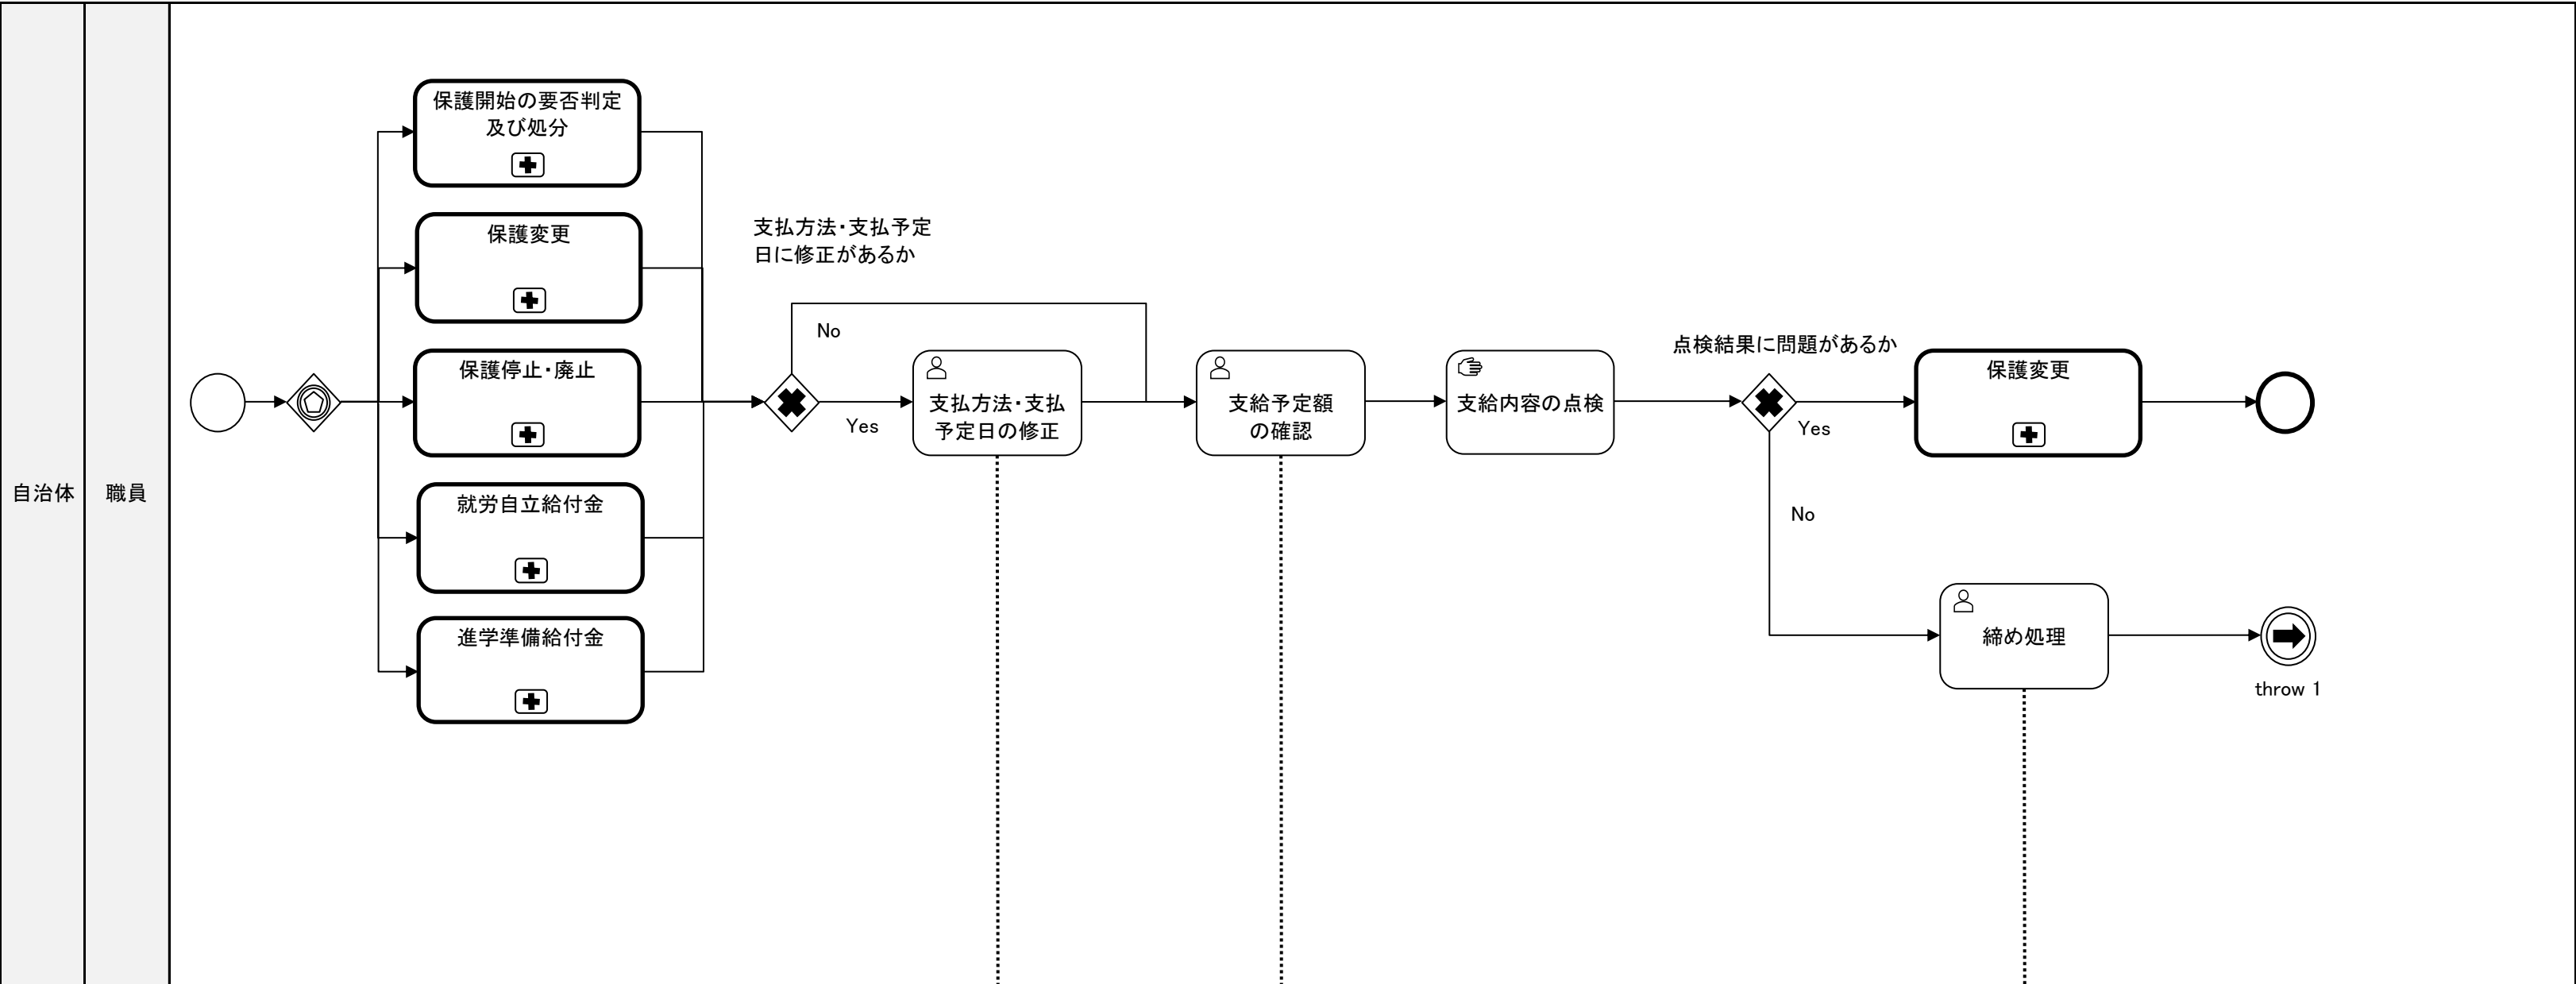 自治体
職員
保護開始の要否判定
及び処分
保護変更
保護停止・廃止
就労自立給付金
進学準備給付金
支払方法・支払予定
日に修正があるか
No
Yes
支払方法・支払
予定日の修正
支給予定額
の確認
支給内容の点検
点検結果に問題があるか
Yes
No
保護変更
締め処理
throw 1